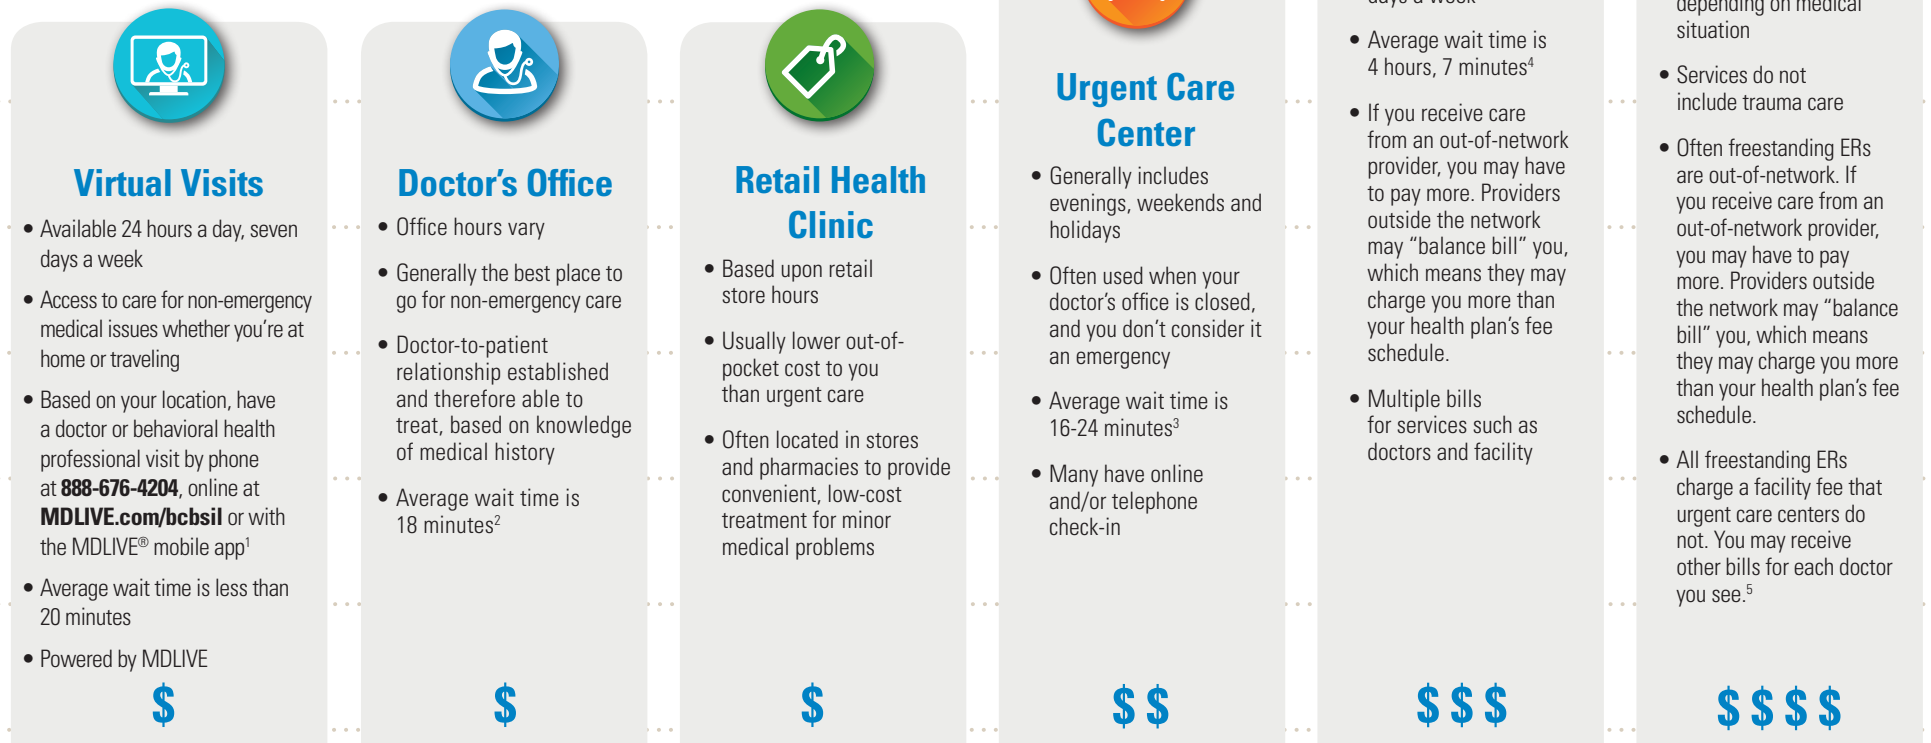 Virtual Visits
• Available 24 hours a day, seven
days a week
• Access to care for non-emergency
medical issues whether you're at
home or traveling
• Based on your location, have
a doctor or behavioral health
professional visit by phone
at 888-676-4204, online at
MDLIVE.com/bcbsil or with
the MDLIVE® mobile app¹
• Average wait time is less than
20 minutes
• Powered by MDLIVE
$
Doctor's Office
• Office hours vary
• Generally the best place to
go for non-emergency care
• Doctor-to-patient
relationship established
and therefore able to
treat, based on knowledge
of medical history
• Average wait time is
18 minutes²
$
Retail Health
Clinic
• Based upon retail
store hours
• Usually lower out-of-
pocket cost to you
than urgent care
• Often located in stores
and pharmacies to provide
convenient, low-cost
treatment for minor
medical problems
$
Urgent Care
Center
• Generally includes
evenings, weekends and
holidays
• Often used when your
doctor's office is closed,
and you don't consider it
an emergency
• Average wait time is
16-24 minutes³
• Many have online
and/or telephone
check-in
$ $
days a week
• Average wait time is
4 hours, 7 minutes⁴
• If you receive care
from an out-of-network
provider, you may have
to pay more. Providers
outside the network
may “balance bill” you,
which means they may
charge you more than
your health plan's fee
schedule.
• Multiple bills
for services such as
doctors and facility
$ $ $
depending on medical
situation
• Services do not
include trauma care
• Often freestanding ERs
are out-of-network. If
you receive care from an
out-of-network provider,
you may have to pay
more. Providers outside
the network may “balance
bill” you, which means
they may charge you more
than your health plan's fee
schedule.
• All freestanding ERs
charge a facility fee that
urgent care centers do
not. You may receive
other bills for each doctor
you see.⁵
$ $ $ $